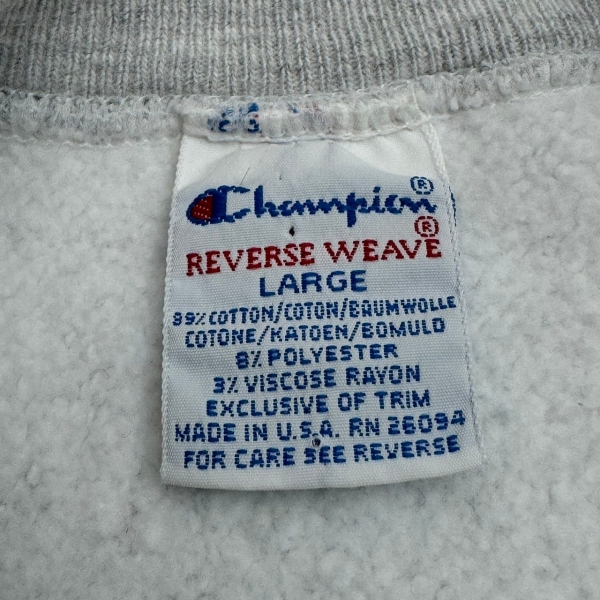 Champion®
REVERSE WEAVE®
LARGE
89% COTTON/COTON/BAUMWOLLE
COTONE/KATOEN/BOMULD
8% POLYESTER
3% VISCOSE RAYON
EXCLUSIVE OF TRIM
MADE IN U.S.A. RN 26094
FOR CARE SEE REVERSE